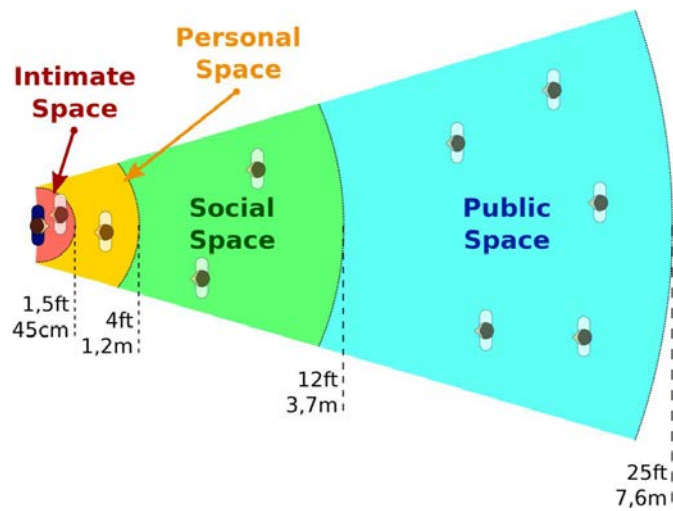 Personal
Space
Intimate
Space
Social
Space
Public
Space
1,5ft
45cm
4ft
1,2m
12ft
3,7m
25ft
7,6m